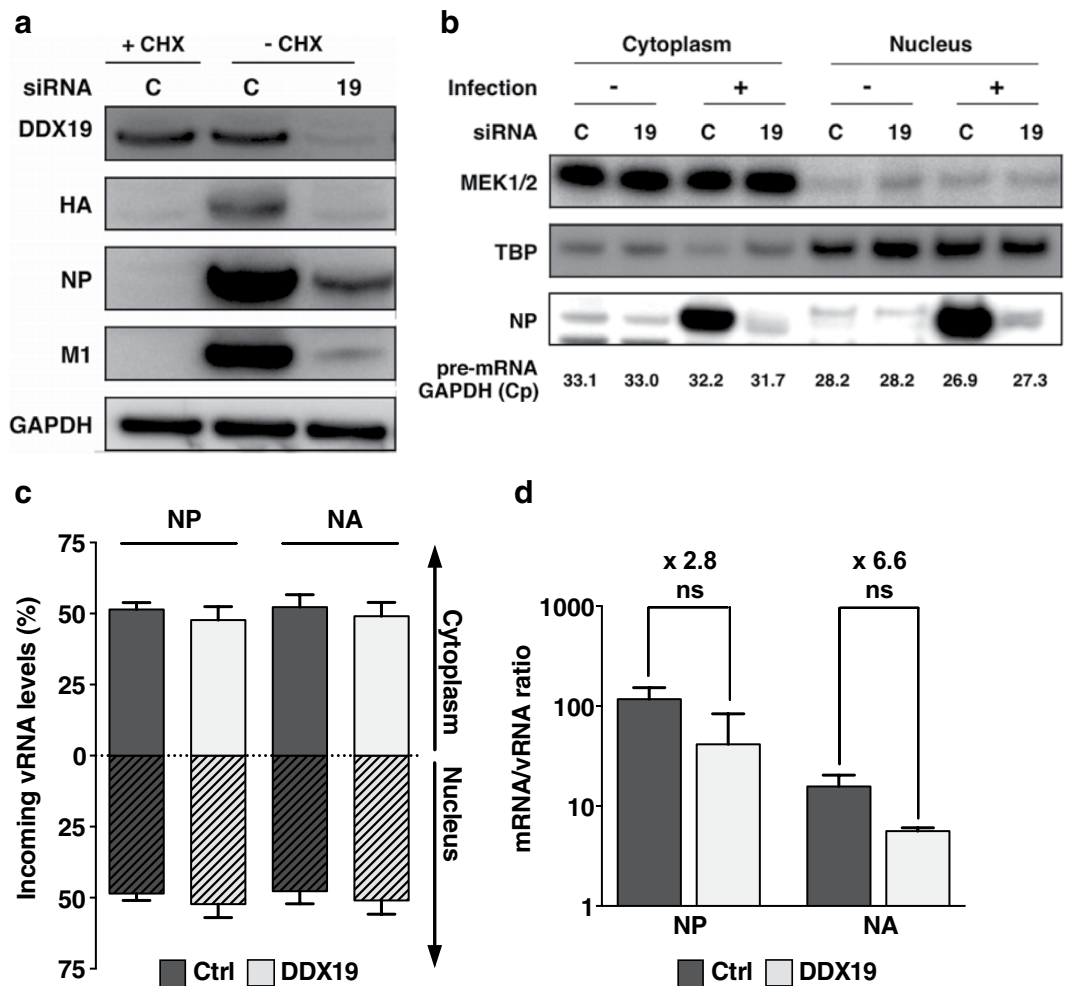 a
+ CHX - CHX
siRNA C C 19
DDX19
HA
NP
M1
GAPDH
b
Cytoplasm Nucleus
Infection - + - +
siRNA C 19 C 19 C 19 C 19
MEK1/2
TBP
NP
pre-mRNA
GAPDH (Cp) 33.1 33.0 32.2 31.7 28.2 28.2 26.9 27.3
c
NP NA
Incoming vRNA levels (%)
75
50
25
0
25
50
75
Cytoplasm
Nucleus
Ctrl DDX19
d
x 2.8 x 6.6
ns ns
mRNA/vRNA ratio
1000
100
10
1
NP NA
Ctrl DDX19